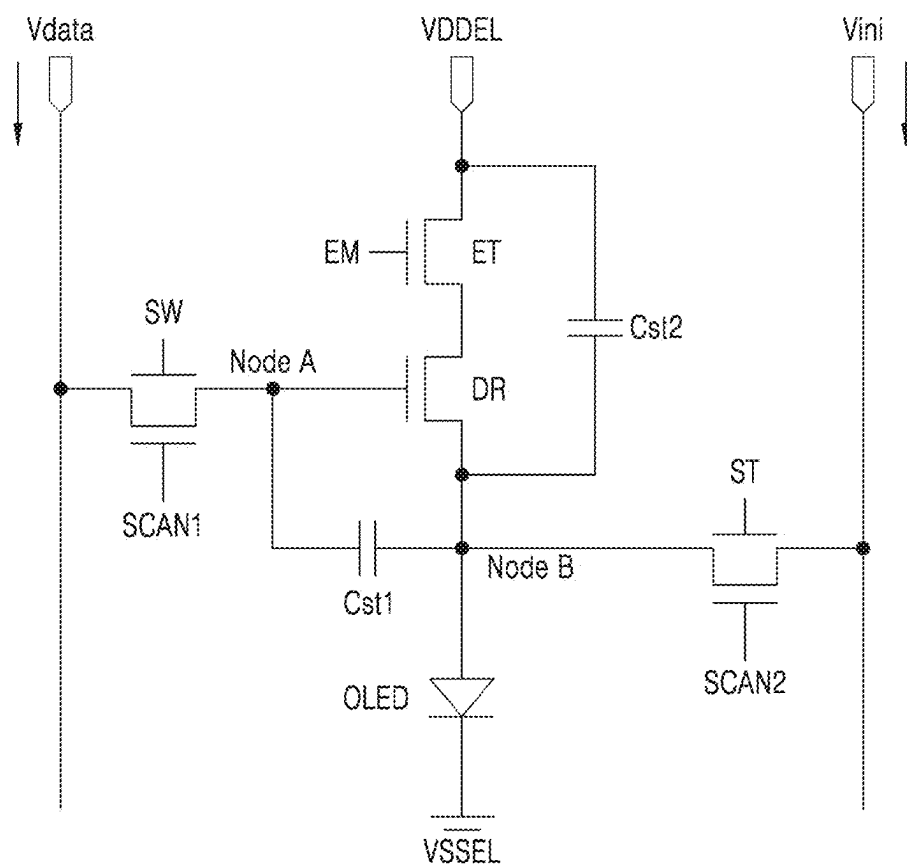 Vdata
VDDEL
Vini
EM
ET
SW
Cst2
Node A
DR
ST
SCAN1
Node B
Cst1
SCAN2
OLED
VSSEL